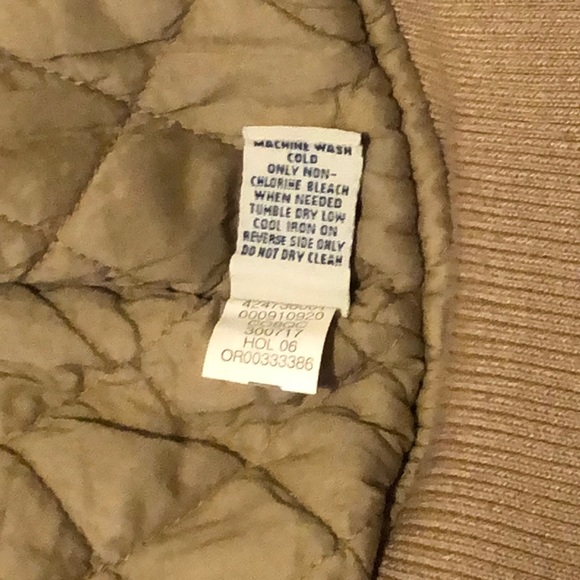 MACHINE WASH
COLD
ONLY NON-
CHLORINE BLEACH
WHEN NEEDED
TUMBLE DRY LOW
COOL IRON ON
REVERSE SIDE ONLY
DO NOT DRY CLEAN
000910920
300717
HOL 06
OR00333386